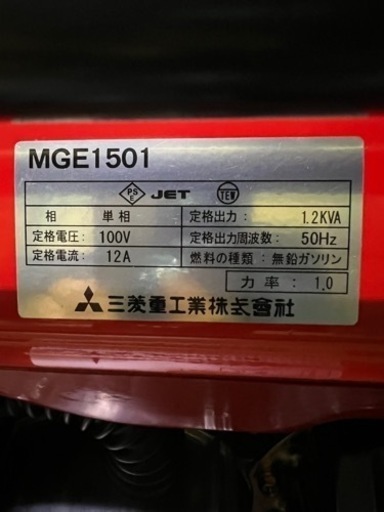 MGE1501
PS E JET TEW
相 単相 定格出力: 1.2KVA
定格電圧: 100V 定格出力周波数: 50Hz
定格電流: 12A 燃料の種類: 無鉛ガソリン
力率: 1.0
三菱重工業株式會社